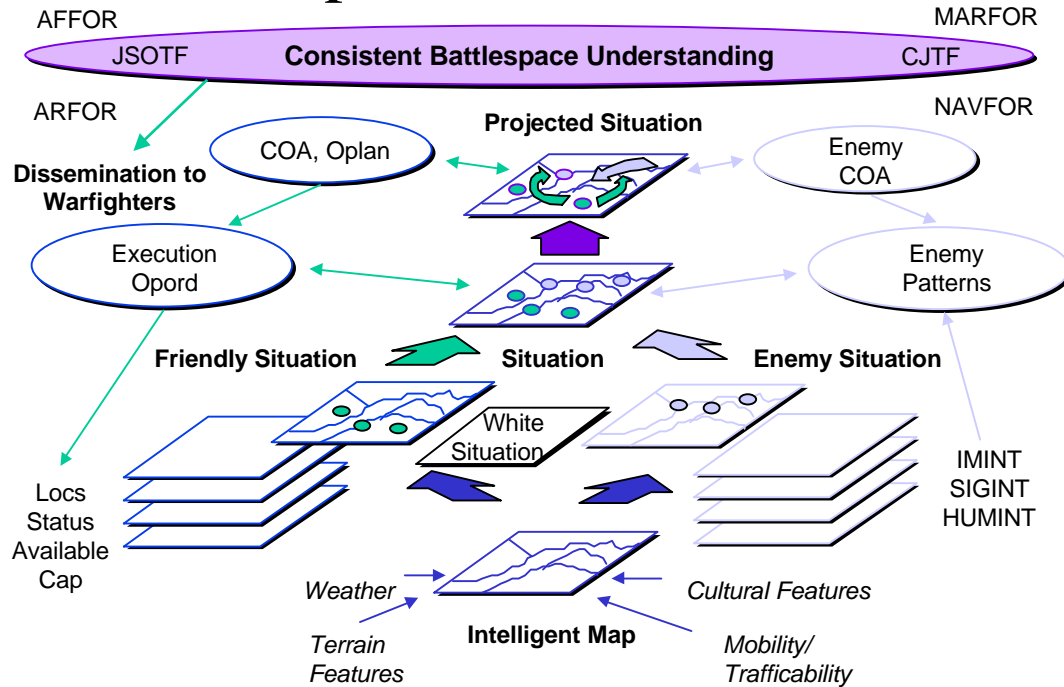 AFFOR
MARFOR
JSOTF
Consistent Battlespace Understanding
CJTF
ARFOR
NAVFOR
Projected Situation
COA, Oplan
Enemy
COA
Dissemination to
Warfighters
Execution
Opord
Enemy
Patterns
Friendly Situation
Situation
Enemy Situation
White
Situation
Locs
Status
Available
Cap
IMINT
SIGINT
HUMINT
Weather
Cultural Features
Terrain
Features
Intelligent Map
Mobility/
Trafficability